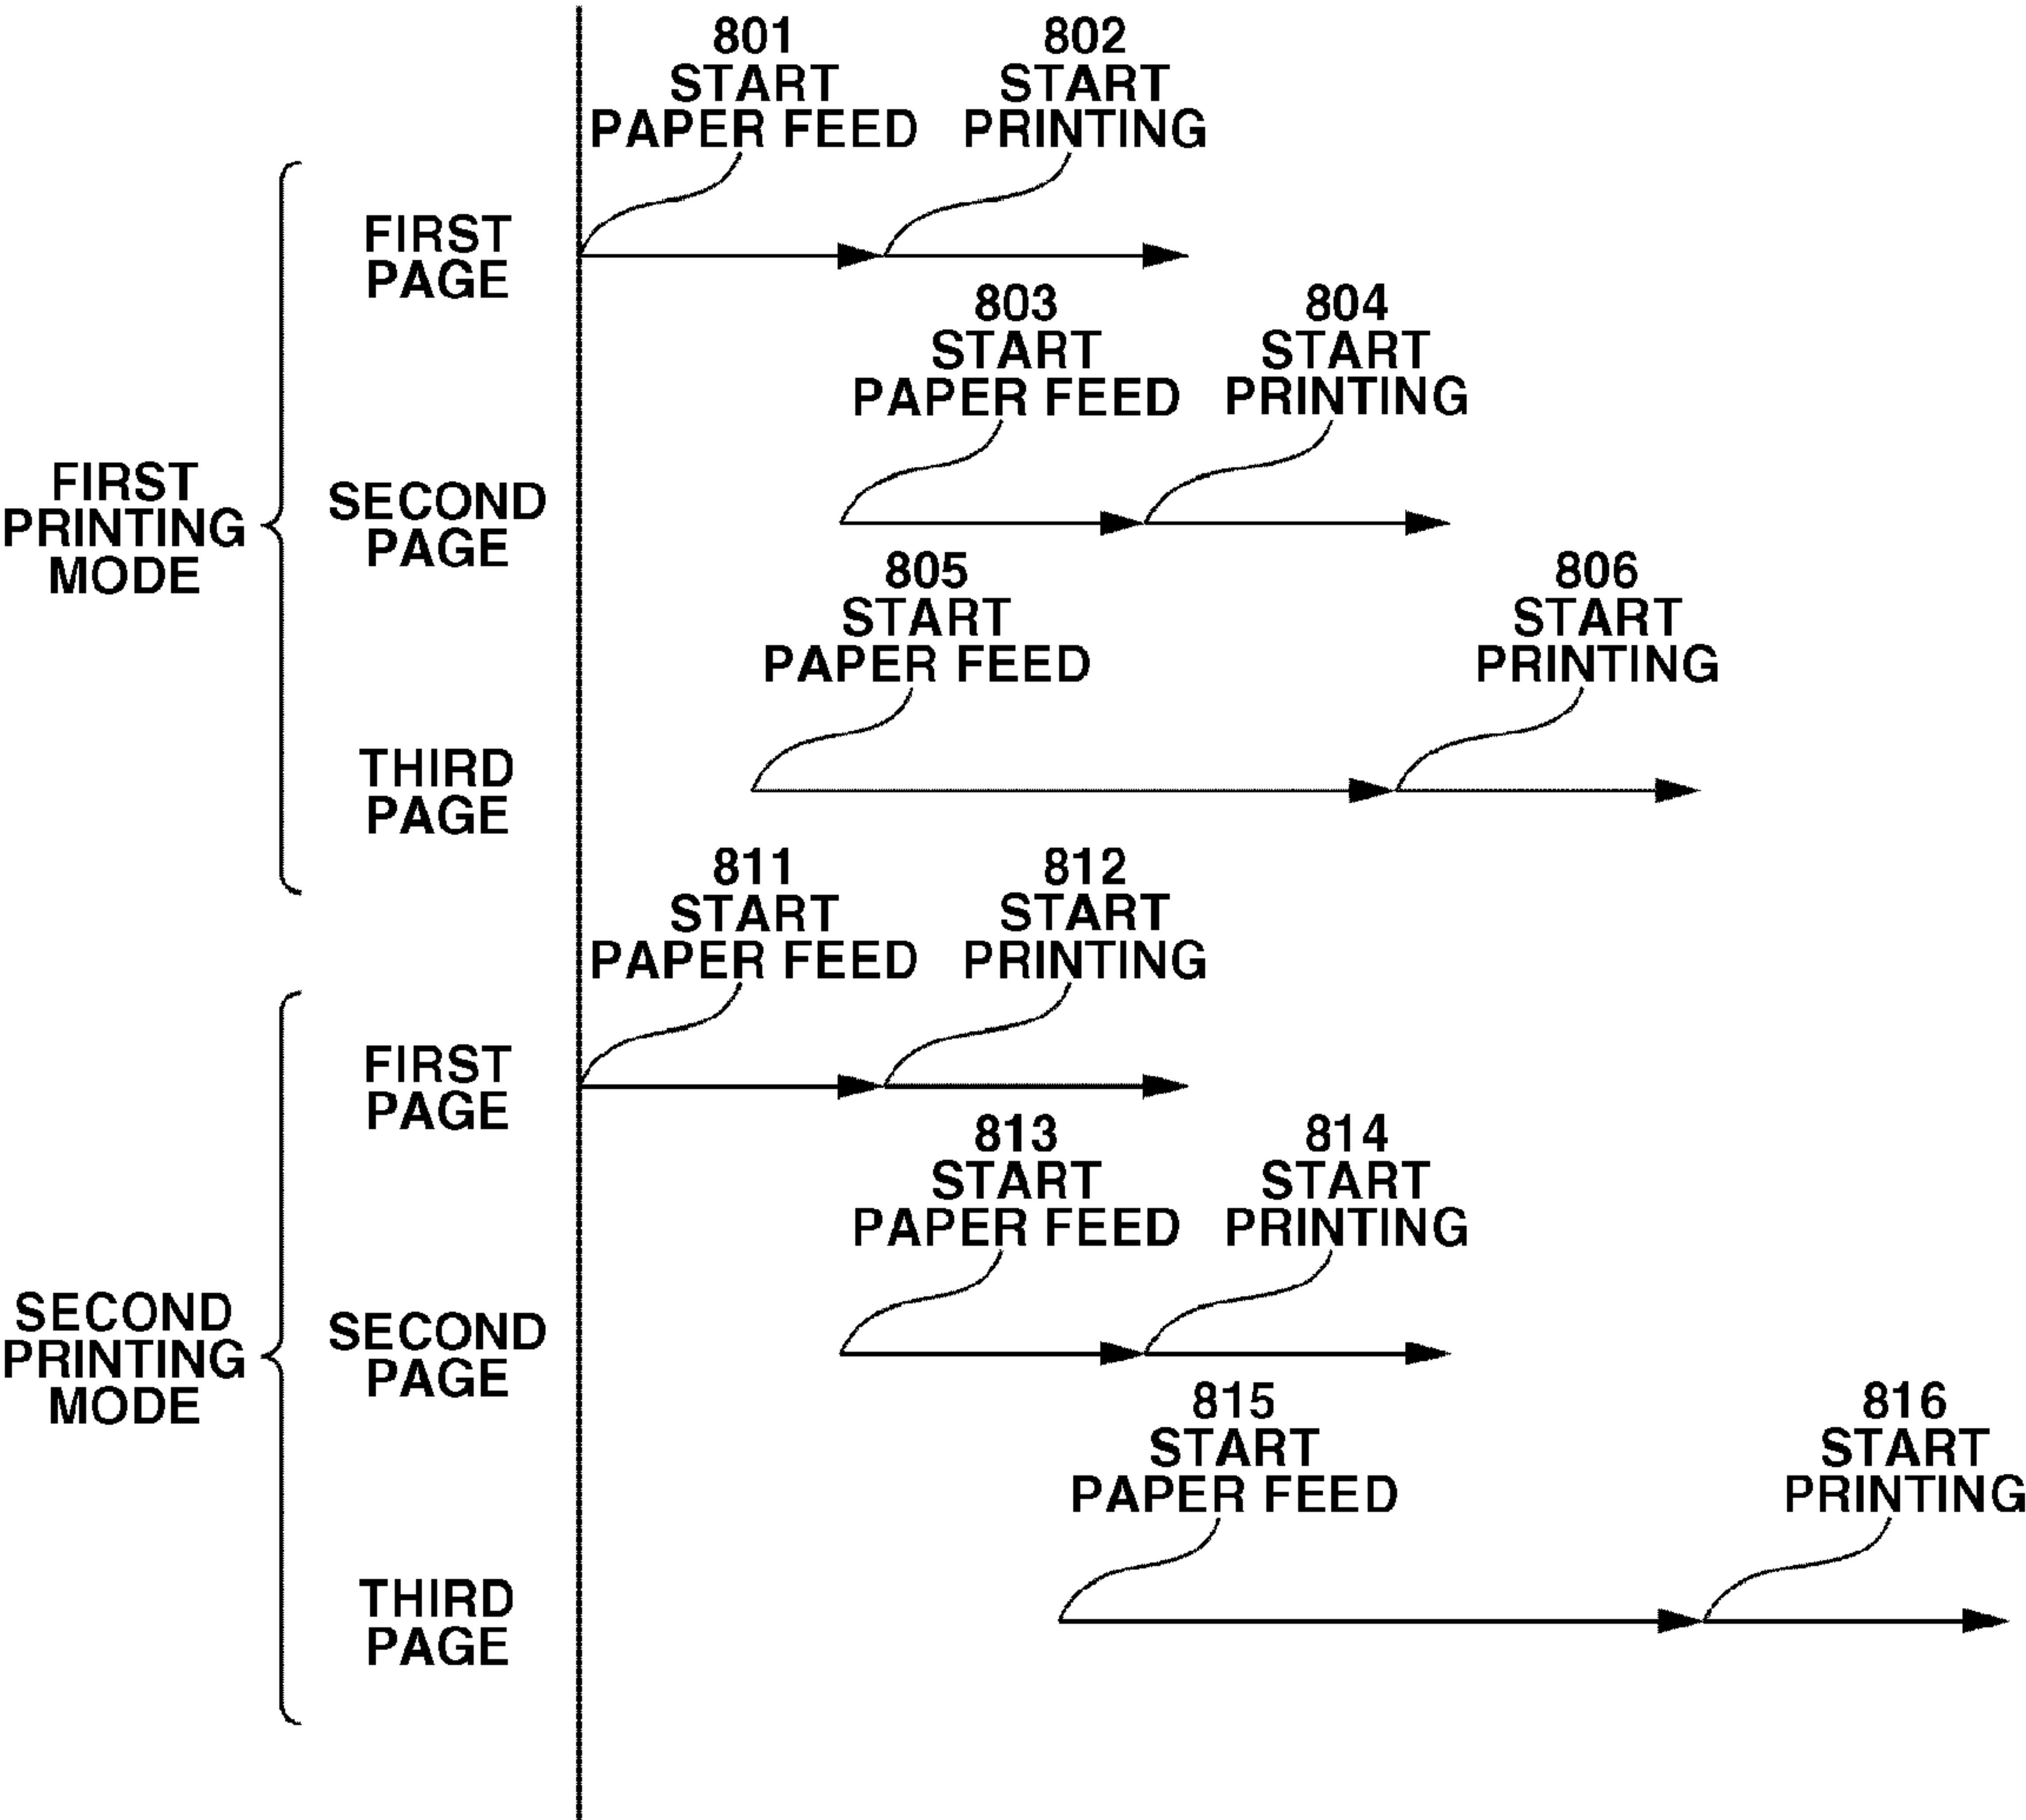 801
START
PAPER FEED
802
START
PRINTING
FIRST
PAGE
803
START
PAPER FEED
804
START
PRINTING
FIRST
PRINTING
MODE
SECOND
PAGE
805
START
PAPER FEED
806
START
PRINTING
THIRD
PAGE
811
START
PAPER FEED
812
START
PRINTING
FIRST
PAGE
813
START
PAPER FEED
814
START
PRINTING
SECOND
PRINTING
MODE
SECOND
PAGE
815
START
PAPER FEED
816
START
PRINTING
THIRD
PAGE